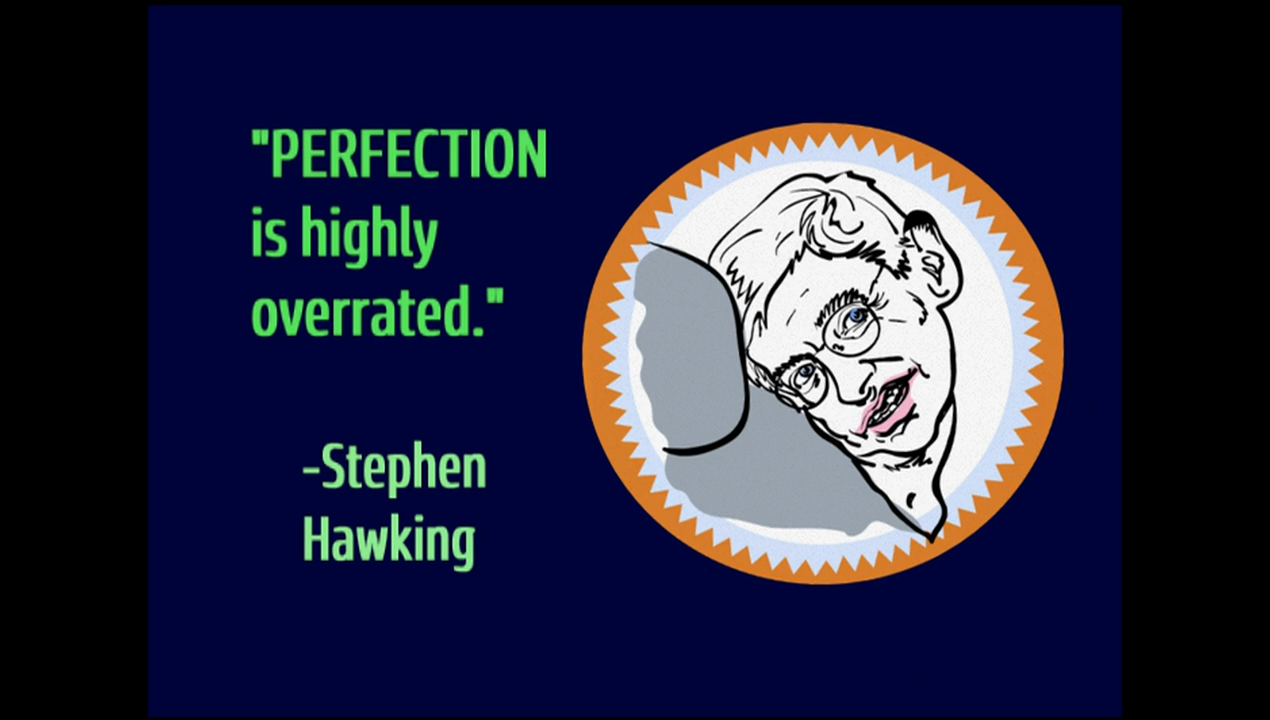 "PERFECTION
is highly
overrated."
-Stephen
Hawking